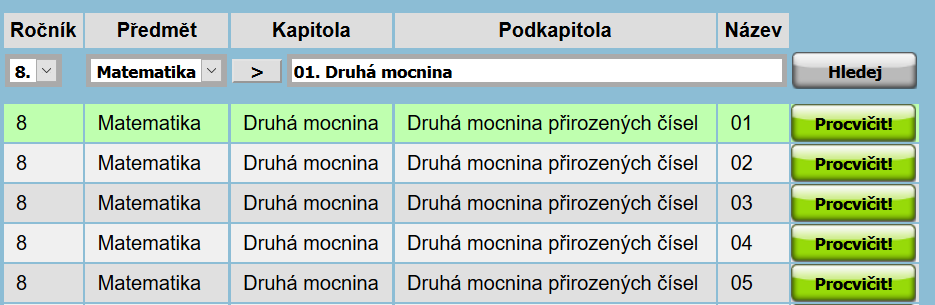 Ročník Předmět Kapitola Podkapitola Název
8. Matematika > 01. Druhá mocnina Hledej
8 Matematika Druhá mocnina Druhá mocnina přirozených čísel 01 Procvičit!
8 Matematika Druhá mocnina Druhá mocnina přirozených čísel 02 Procvičit!
8 Matematika Druhá mocnina Druhá mocnina přirozených čísel 03 Procvičit!
8 Matematika Druhá mocnina Druhá mocnina přirozených čísel 04 Procvičit!
8 Matematika Druhá mocnina Druhá mocnina přirozených čísel 05 Procvičit!